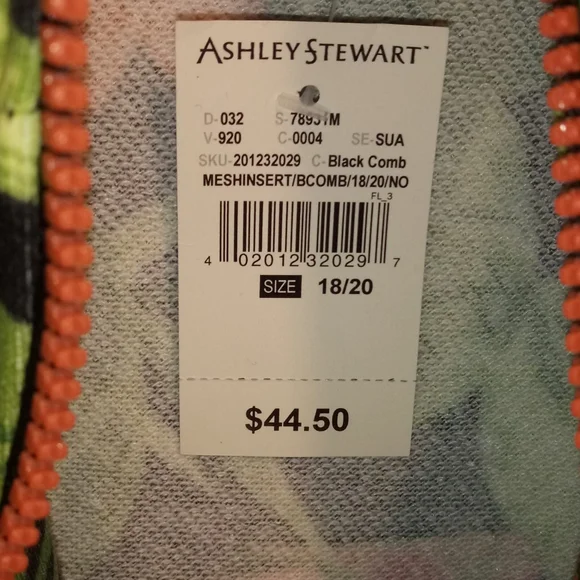 ASHLEY STEWART™
D-032
V-920 C-0004 SE-SUA
SKU-201232029 C-Black Comb
MESHINSERT/BCOMB/18/20/NO
FL_3
4 02012 32029 7
SIZE 18/20
$44.50